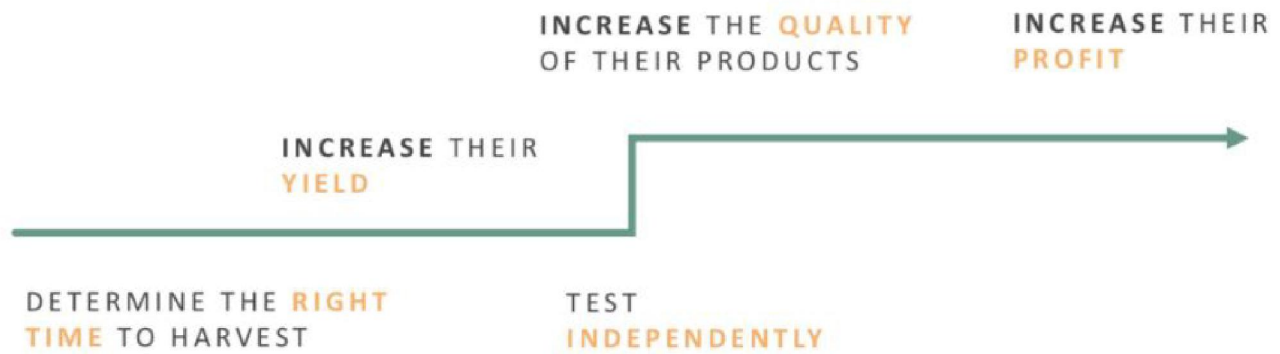 INCREASE THE QUALITY
OF THEIR PRODUCTS
INCREASE THEIR
PROFIT
INCREASE THEIR
YIELD
DETERMINE THE RIGHT
TIME TO HARVEST
TEST
INDEPENDENTLY